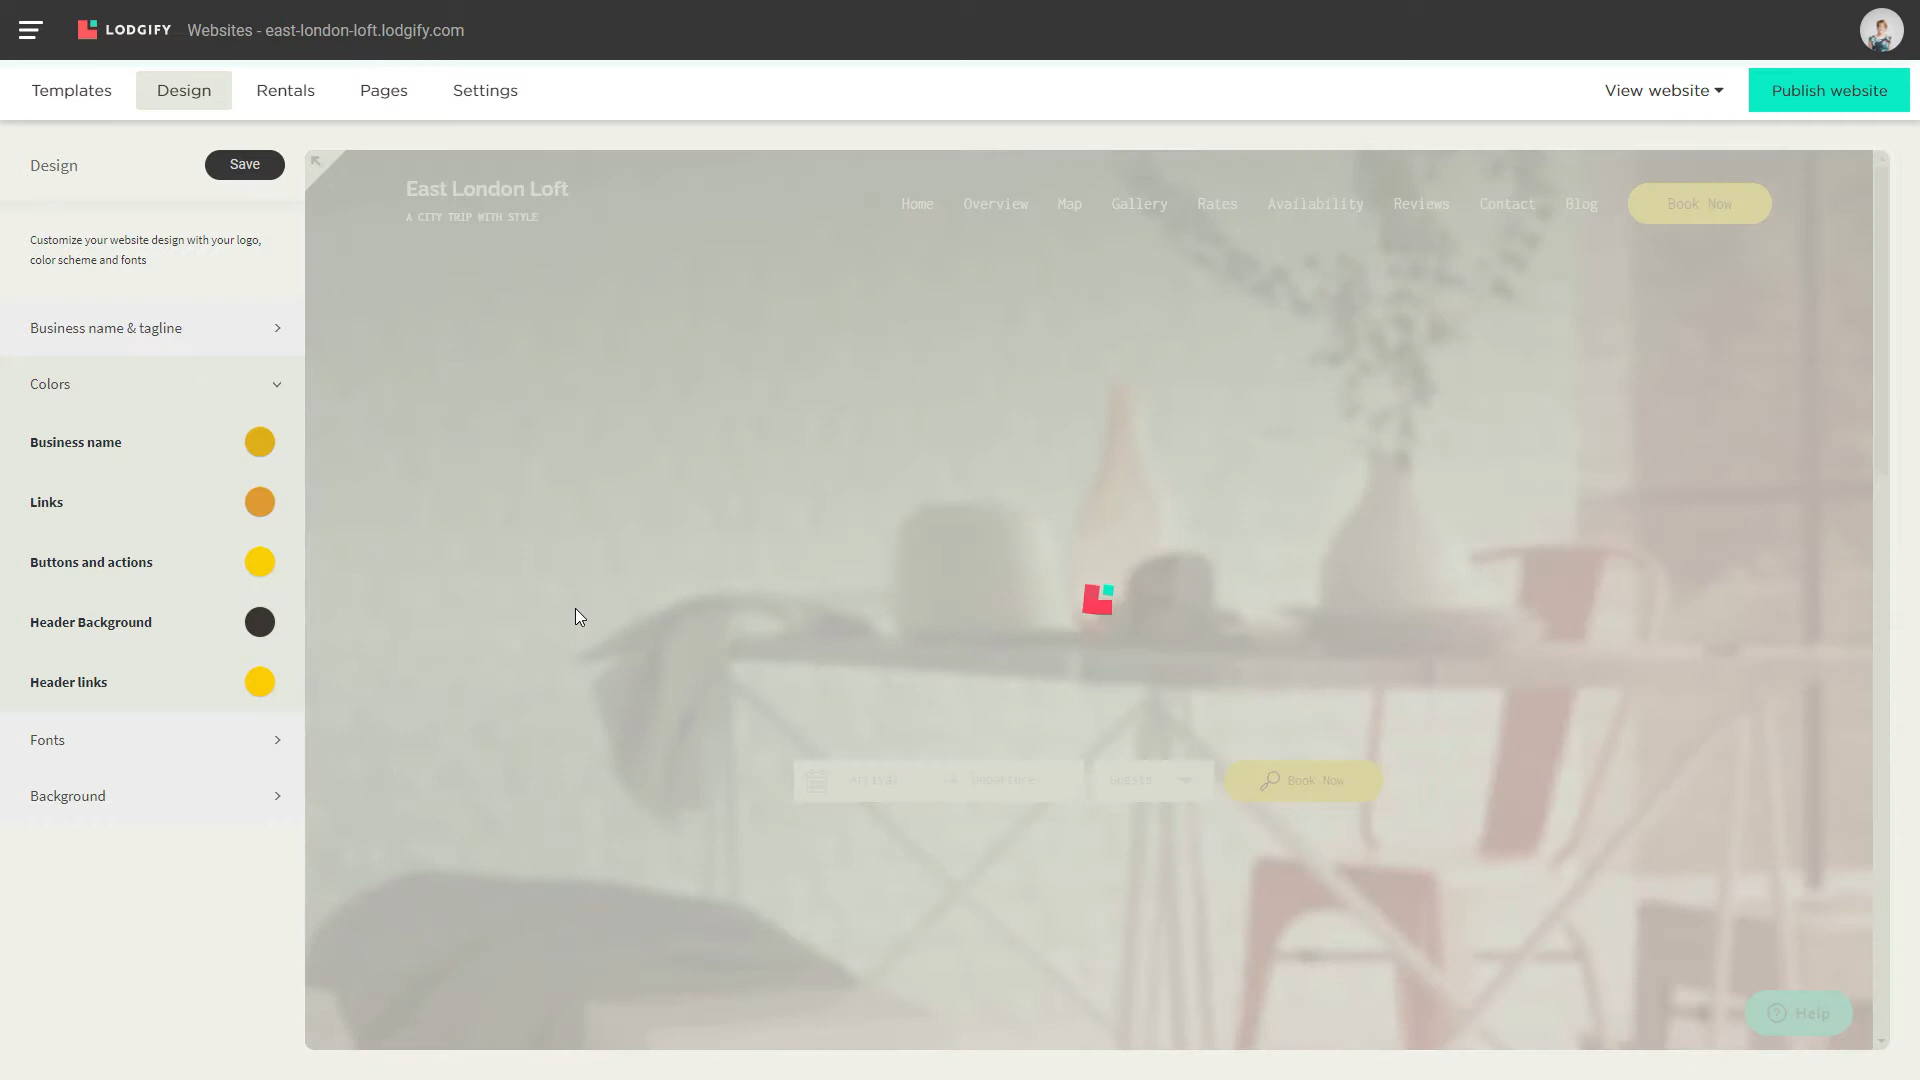 LODGIFY
Websites - east-london-loft.lodgify.com
Templates
Design
Rentals
Pages
Settings
View website
Publish website
Design
Save
Customize your website design with your logo,
color scheme and fonts
Business name & tagline
Colors
Business name
Links
Buttons and actions
Header Background
Header links
Fonts
Background
East London Loft
A CITY TRIP WITH STYLE
Home
Overview
Map
Gallery
Rates
Availability
Reviews
Contact
Blog
Book Now
Arrival
Departure
Guests
Book Now
Help